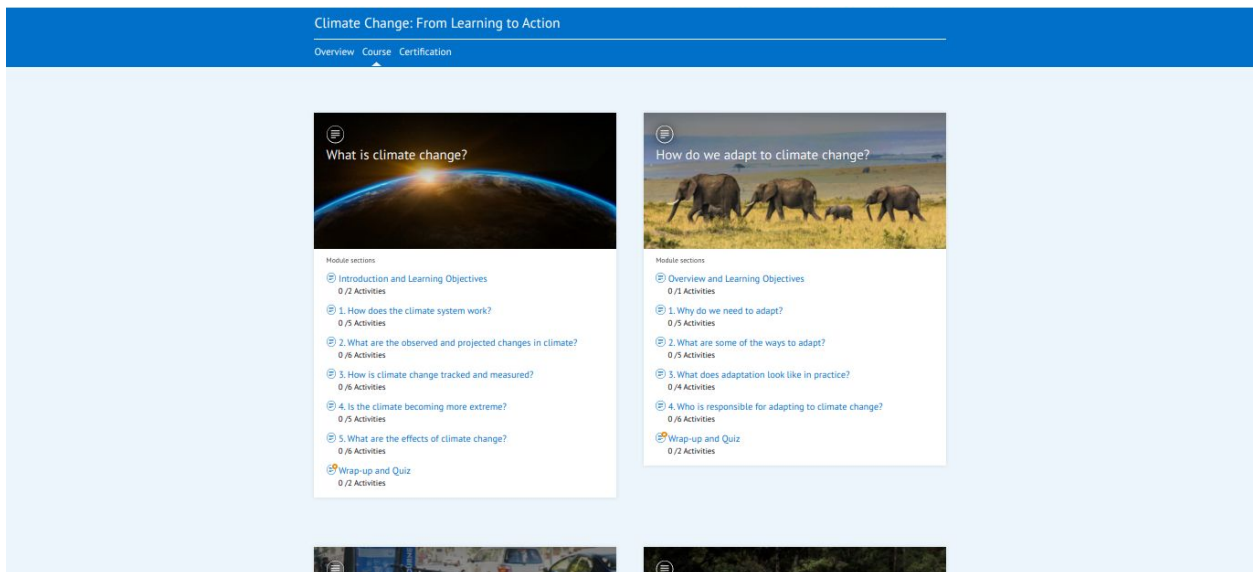 Climate Change: From Learning to Action
Overview Course Certification
What is climate change?
Module sections
Introduction and Learning Objectives
0 /2 Activities
1. How does the climate system work?
0 /5 Activities
2. What are the observed and projected changes in climate?
0 /6 Activities
3. How is climate change tracked and measured?
0 /6 Activities
4. Is the climate becoming more extreme?
0 /5 Activities
5. What are the effects of climate change?
0 /6 Activities
Wrap-up and Quiz
0 /2 Activities
How do we adapt to climate change?
Module sections
Overview and Learning Objectives
0 /1 Activities
1. Why do we need to adapt?
0 /5 Activities
2. What are some of the ways to adapt?
0 /5 Activities
3. What does adaptation look like in practice?
0 /4 Activities
4. Who is responsible for adapting to climate change?
0 /6 Activities
Wrap-up and Quiz
0 /2 Activities